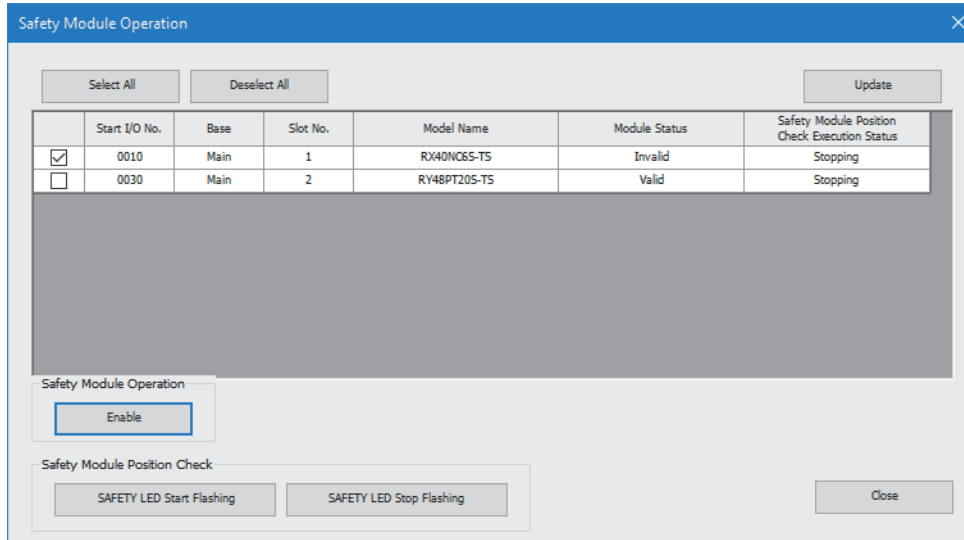 Safety Module Operation
Select All Deselect All Update
Start I/O No. Base Slot No. Model Name Module Status Safety Module Position
Check Execution Status
0010 Main 1 RX40NC6S-TS Invalid Stopping
0030 Main 2 RY48PT20S-TS Valid Stopping
Safety Module Operation
Enable
Safety Module Position Check
SAFETY LED Start Flashing SAFETY LED Stop Flashing Close